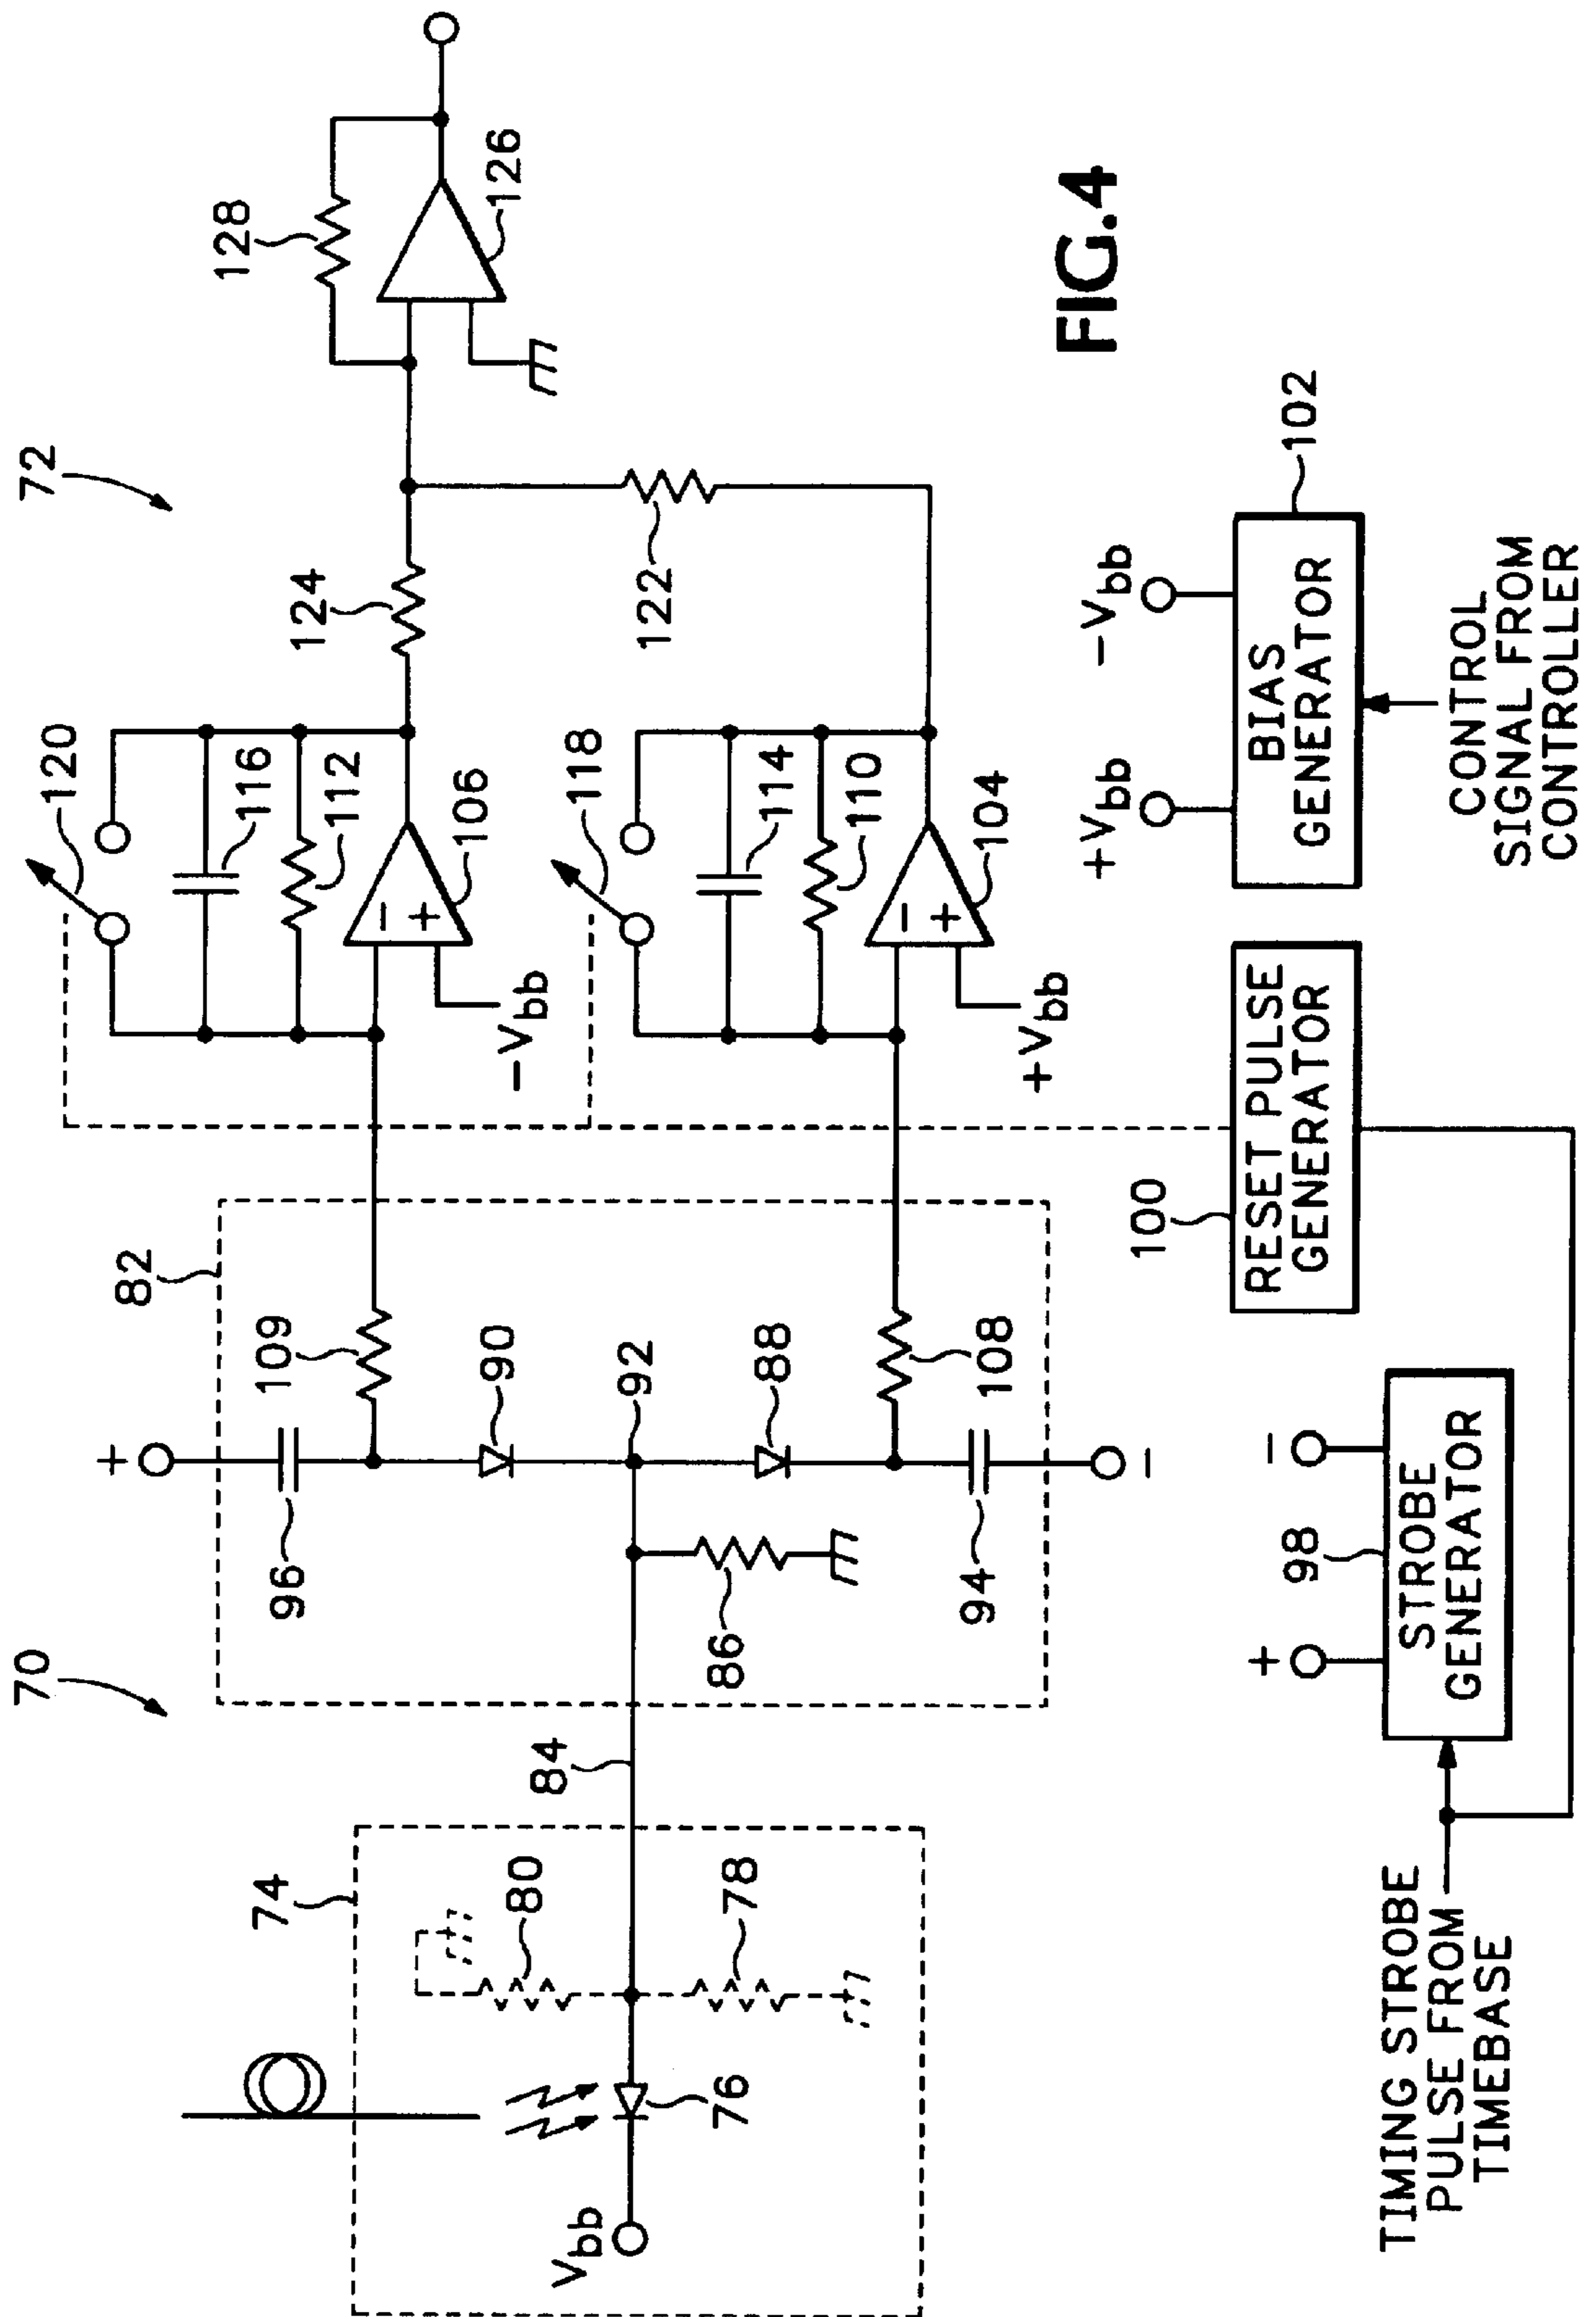 70
72
74
80
78
76
Vbb
84
82
96
109
90
92
88
86
94
108
+
−
120
116
112
106
−
+
−Vbb
118
114
110
104
−
+
+Vbb
124
122
128
126
TIMING STROBE
PULSE FROM
TIMEBASE
98
+
−
STROBE
GENERATOR
100
RESET PULSE
GENERATOR
+Vbb
−Vbb
102
BIAS
GENERATOR
CONTROL
SIGNAL FROM
CONTROLLER
FIG.4